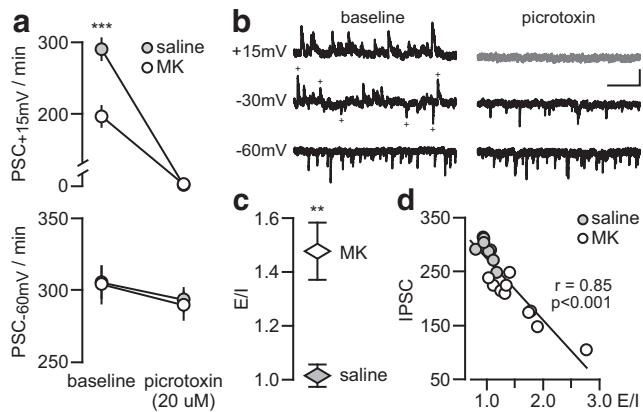 a
***
300
200
0
PSC+15mV / min
saline
MK
350
300
250
PSC-60mV / min
baseline
picrotoxin
(20 uM)
b
baseline
picrotoxin
+15mV
-30mV
-60mV
+ + + + + +
c
**
1.6
1.4
1.2
1.0
E/I
MK
saline
d
350
250
150
50
IPSC
saline
MK
r = 0.85
p<0.001
1.0
2.0
3.0
E/I